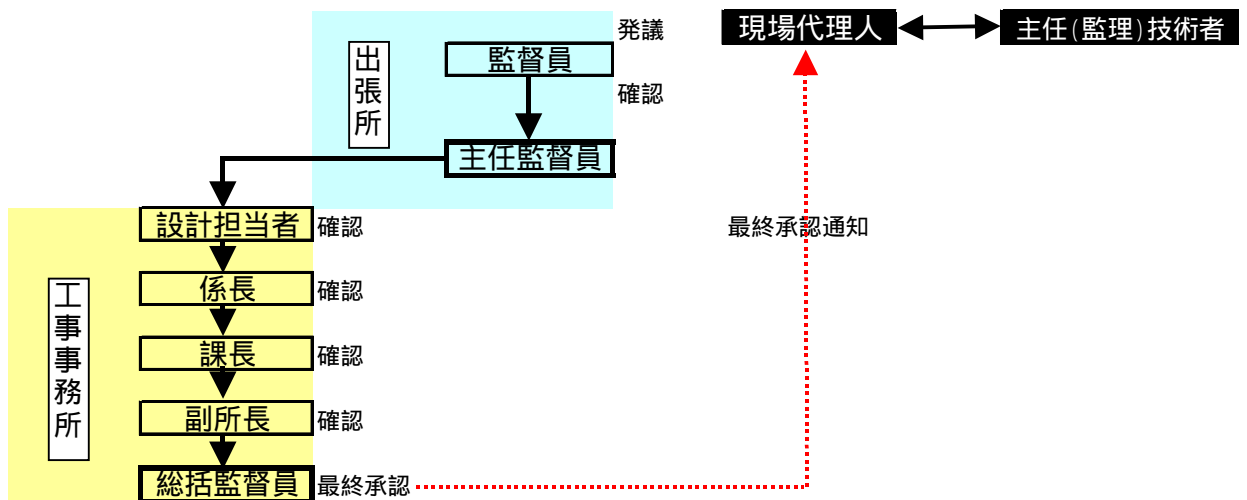 発議
現場代理人
主任(監理)技術者
出張所
監督員
確認
主任監督員
設計担当者
確認
最終承認通知
工事事務所
係長
確認
課長
確認
副所長
確認
総括監督員
最終承認